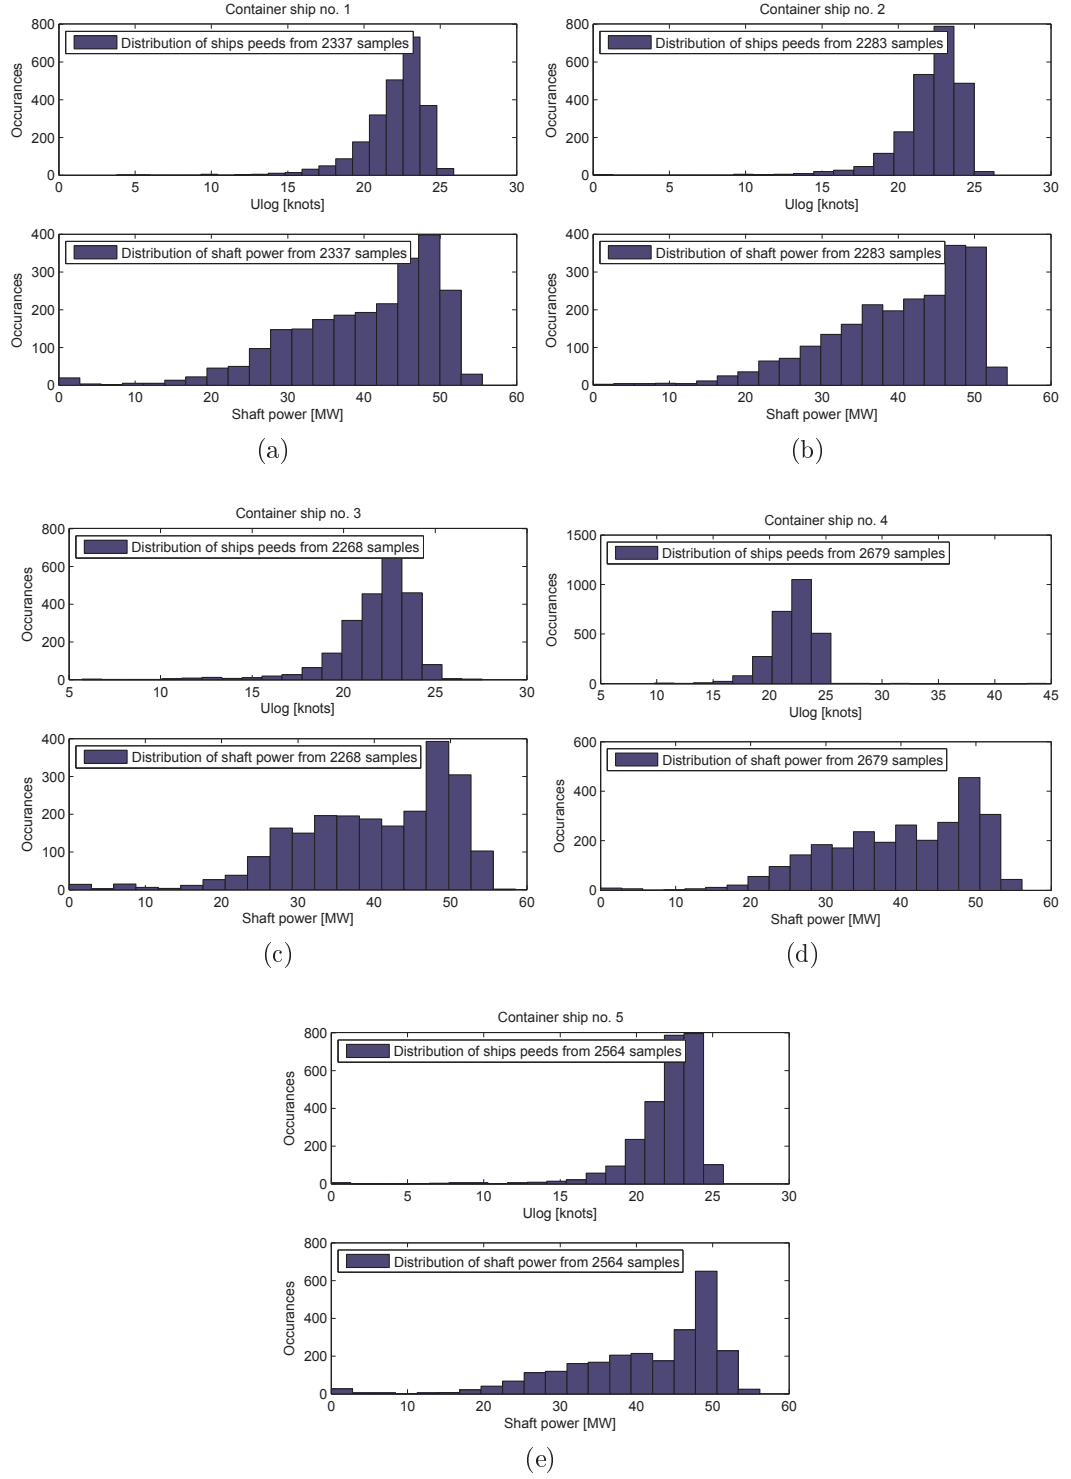 Container ship no. 1
800
600
400
200
0
Occurances
Distribution of ships peeds from 2337 samples
0 5 10 15 20 25 30
Ulog [knots]
400
300
200
100
0
Occurances
Distribution of shaft power from 2337 samples
0 10 20 30 40 50 60
Shaft power [MW]
(a)
Container ship no. 2
800
600
400
200
0
Occurances
Distribution of ships peeds from 2283 samples
0 5 10 15 20 25 30
Ulog [knots]
400
300
200
100
0
Occurances
Distribution of shaft power from 2283 samples
0 10 20 30 40 50 60
Shaft power [MW]
(b)
Container ship no. 3
800
600
400
200
0
Occurances
Distribution of ships peeds from 2268 samples
5 10 15 20 25 30
Ulog [knots]
400
300
200
100
0
Occurances
Distribution of shaft power from 2268 samples
0 10 20 30 40 50 60
Shaft power [MW]
(c)
Container ship no. 4
1500
1000
500
0
Occurances
Distribution of ships peeds from 2679 samples
5 10 15 20 25 30 35 40 45
Ulog [knots]
600
400
200
0
Occurances
Distribution of shaft power from 2679 samples
0 10 20 30 40 50 60
Shaft power [MW]
(d)
Container ship no. 5
800
600
400
200
0
Occurances
Distribution of ships peeds from 2564 samples
0 5 10 15 20 25 30
Ulog [knots]
800
600
400
200
0
Occurances
Distribution of shaft power from 2564 samples
0 10 20 30 40 50 60
Shaft power [MW]
(e)